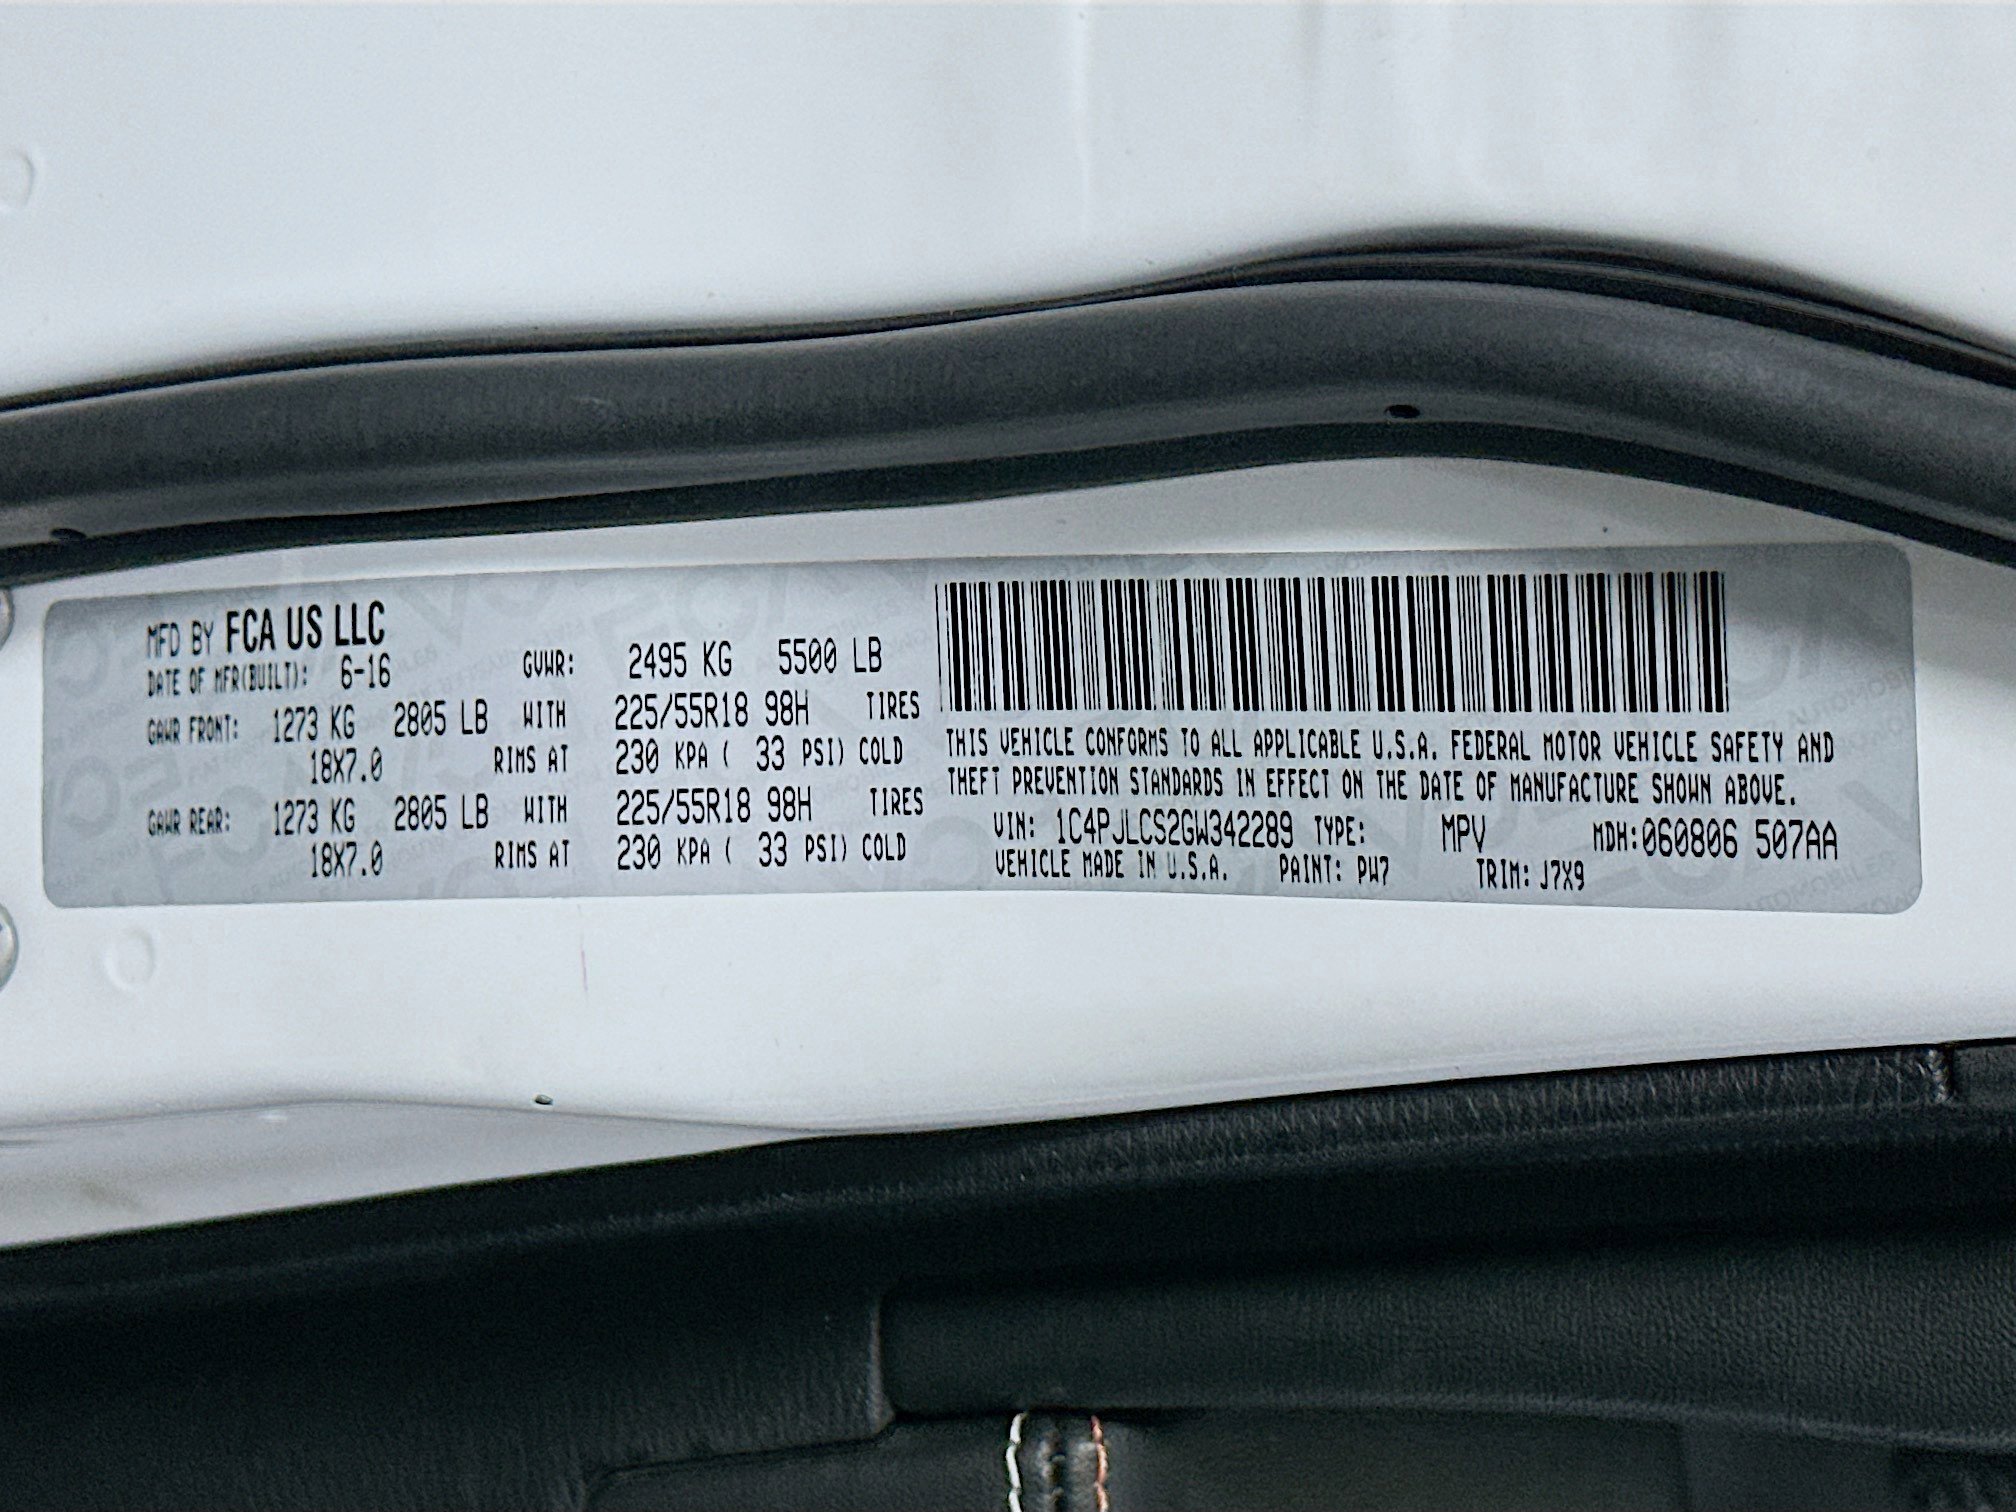 MFD BY FCA US LLC
DATE OF MFR(BUILT): 6-16 GVWR: 2495 KG 5500 LB
GAWR FRONT: 1273 KG 2805 LB WITH 225/55R18 98H TIRES
18X7.0 RIMS AT 230 KPA ( 33 PSI) COLD
GAWR REAR: 1273 KG 2805 LB WITH 225/55R18 98H TIRES
18X7.0 RIMS AT 230 KPA ( 33 PSI) COLD
THIS VEHICLE CONFORMS TO ALL APPLICABLE U.S.A. FEDERAL MOTOR VEHICLE SAFETY AND
THEFT PREVENTION STANDARDS IN EFFECT ON THE DATE OF MANUFACTURE SHOWN ABOVE.
VIN: 1C4PJLCS2GW342289 TYPE: MPV MDH:060806 507AA
VEHICLE MADE IN U.S.A. PAINT: PW7 TRIM: J7X9